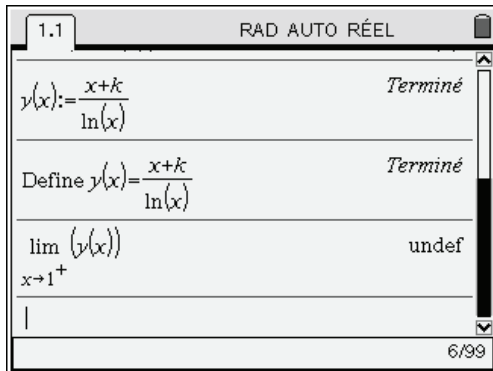 1.1 RAD AUTO RÉEL
y(x):=x+k/ln(x) Terminé
Define y(x)=x+k/ln(x) Terminé
lim (y(x)) undef
x→1⁺
6/99